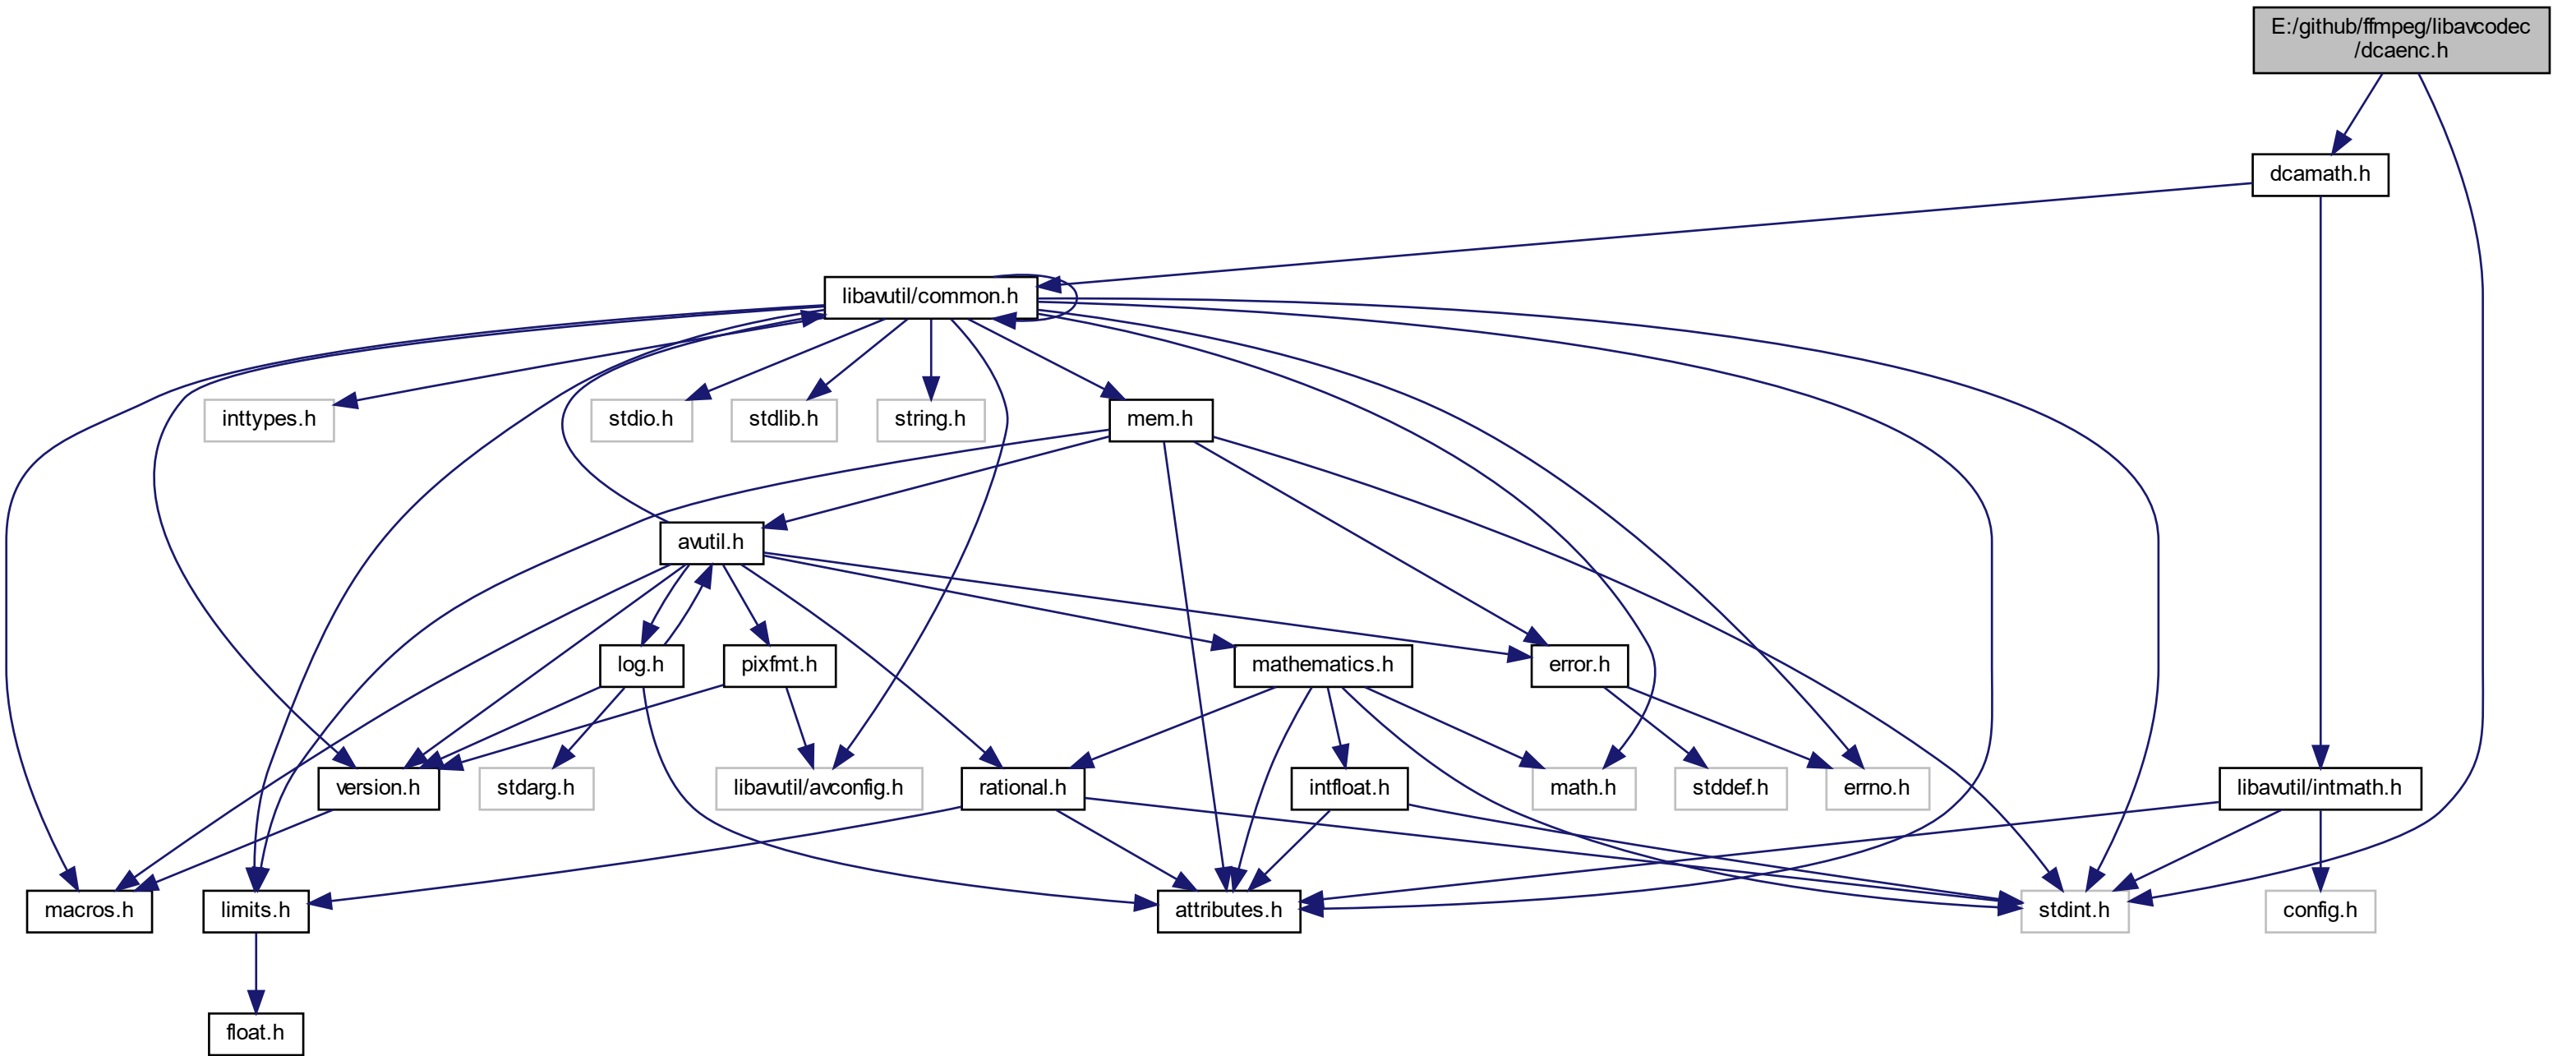 E:/github/ffmpeg/libavcodec
/dcaenc.h
dcamath.h
libavutil/common.h
inttypes.h
stdio.h
stdlib.h
string.h
mem.h
avutil.h
log.h
pixfmt.h
mathematics.h
error.h
version.h
stdarg.h
libavutil/avconfig.h
rational.h
intfloat.h
math.h
stddef.h
errno.h
libavutil/intmath.h
macros.h
limits.h
attributes.h
stdint.h
config.h
float.h